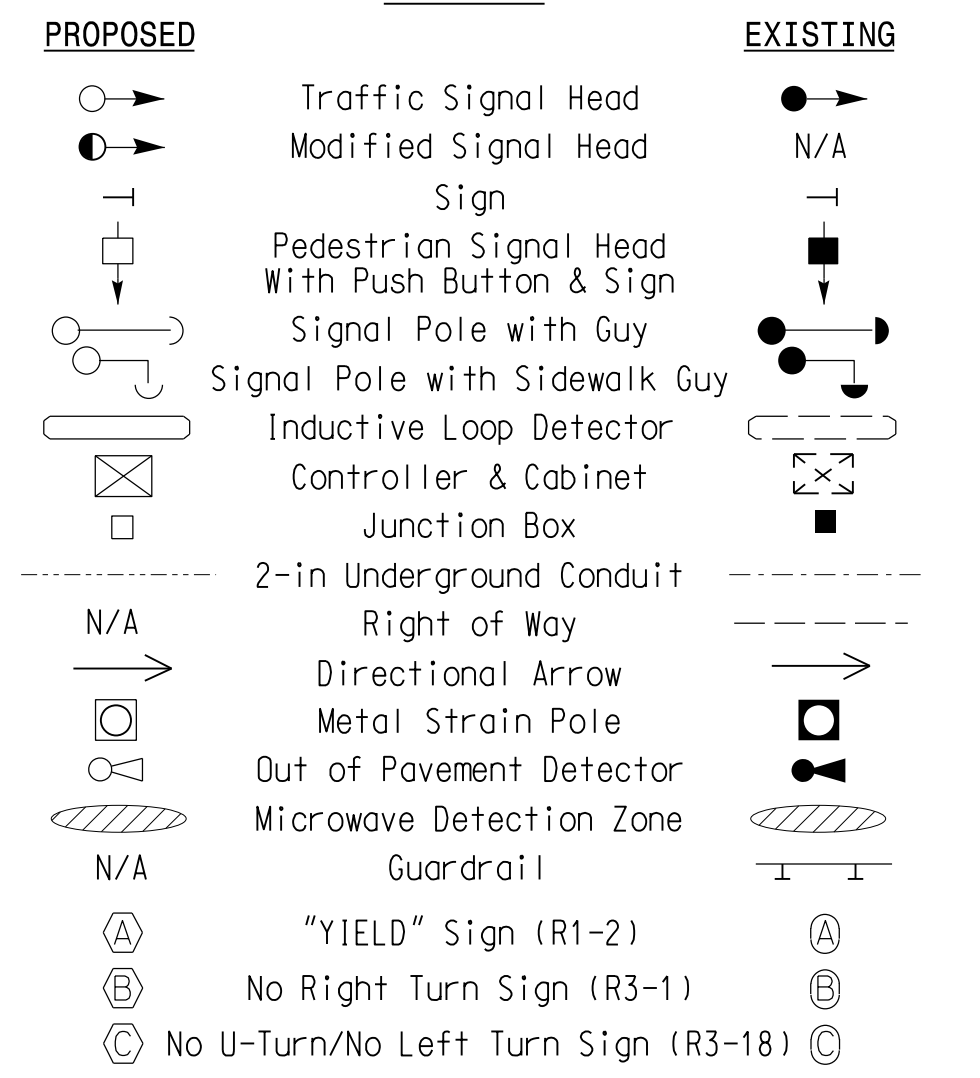 PROPOSED EXISTING
Traffic Signal Head
Modified Signal Head N/A
Sign
Pedestrian Signal Head
With Push Button & Sign
Signal Pole with Guy
Signal Pole with Sidewalk Guy
Inductive Loop Detector
Controller & Cabinet
Junction Box
2-in Underground Conduit
N/A Right of Way
Directional Arrow
Metal Strain Pole
Out of Pavement Detector
Microwave Detection Zone
N/A Guardrail
A "YIELD" Sign (R1-2) A
B No Right Turn Sign (R3-1) B
C No U-Turn/No Left Turn Sign (R3-18) C